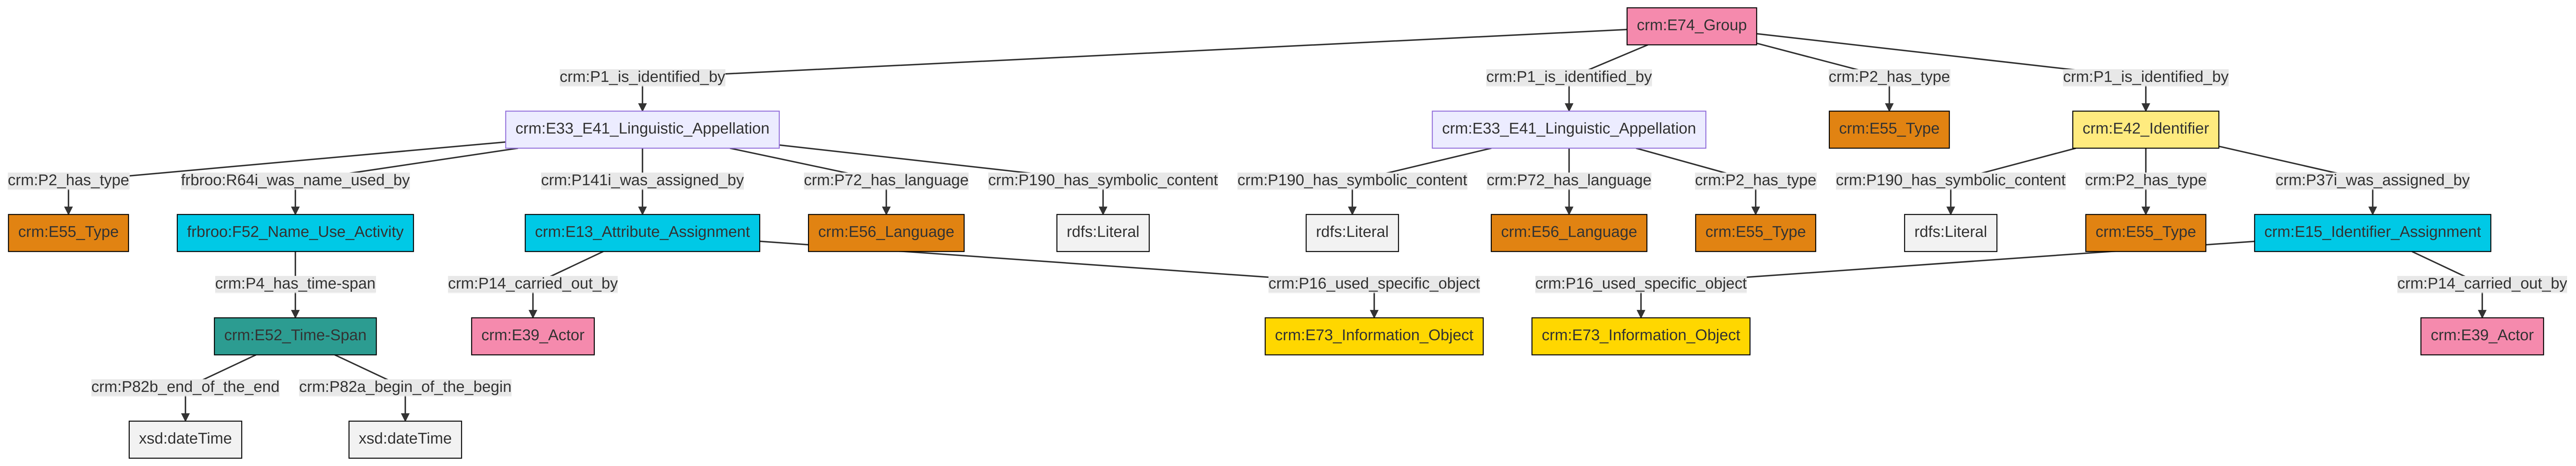 crm:E74_Group
crm:P1_is_identified_by
crm:P1_is_identified_by
crm:P2_has_type
crm:P1_is_identified_by
crm:E33_E41_Linguistic_Appellation
crm:E33_E41_Linguistic_Appellation
crm:E55_Type
crm:E42_Identifier
crm:P2_has_type
frbroo:R64i_was_name_used_by
crm:P141i_was_assigned_by
crm:P72_has_language
crm:P190_has_symbolic_content
crm:P190_has_symbolic_content
crm:P72_has_language
crm:P2_has_type
crm:P190_has_symbolic_content
crm:P2_has_type
crm:P37i_was_assigned_by
crm:E55_Type
frbroo:F52_Name_Use_Activity
crm:E13_Attribute_Assignment
crm:E56_Language
rdfs:Literal
rdfs:Literal
crm:E56_Language
crm:E55_Type
rdfs:Literal
crm:E55_Type
crm:E15_Identifier_Assignment
crm:P4_has_time-span
crm:P14_carried_out_by
crm:P16_used_specific_object
crm:P16_used_specific_object
crm:P14_carried_out_by
crm:E52_Time-Span
crm:E39_Actor
crm:E73_Information_Object
crm:E73_Information_Object
crm:E39_Actor
crm:P82b_end_of_the_end
crm:P82a_begin_of_the_begin
xsd:dateTime
xsd:dateTime